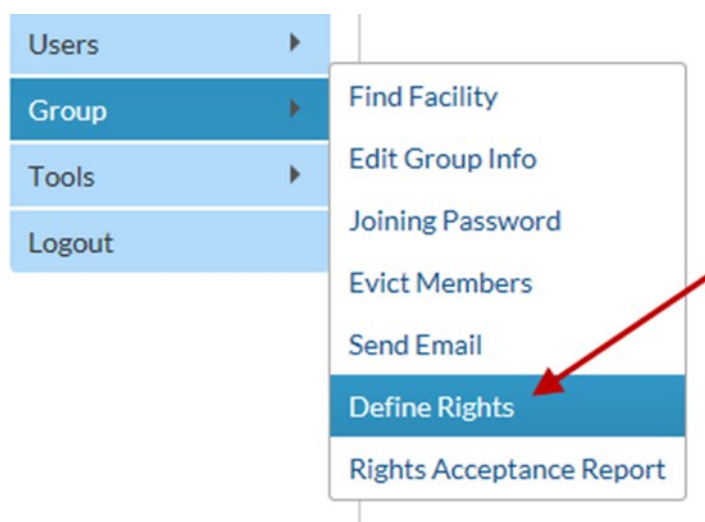 Users
Group
Tools
Logout
Find Facility
Edit Group Info
Joining Password
Evict Members
Send Email
Define Rights
Rights Acceptance Report